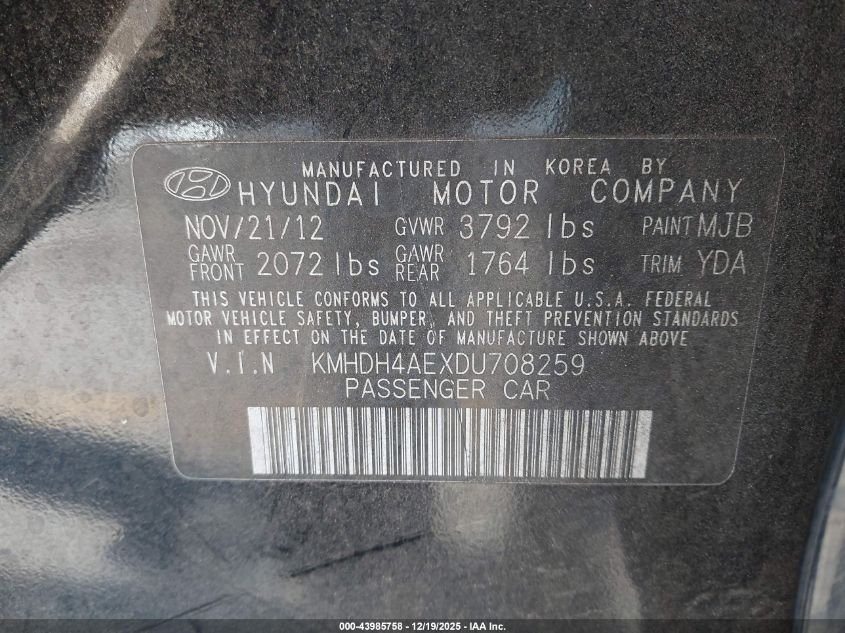 MANUFACTURED IN KOREA BY
HYUNDAI MOTOR COMPANY
NOV/21/12 GVWR 3792 lbs PAINT MJB
GAWR FRONT 2072 lbs GAWR REAR 1764 lbs TRIM YDA
THIS VEHICLE CONFORMS TO ALL APPLICABLE U.S.A. FEDERAL
MOTOR VEHICLE SAFETY, BUMPER, AND THEFT PREVENTION STANDARDS
IN EFFECT ON THE DATE OF MANUFACTURE SHOWN ABOVE
V.I.N KMHDH4AEXDU708259
PASSENGER CAR
000-43985758 - 12/19/2025 - IAA Inc.